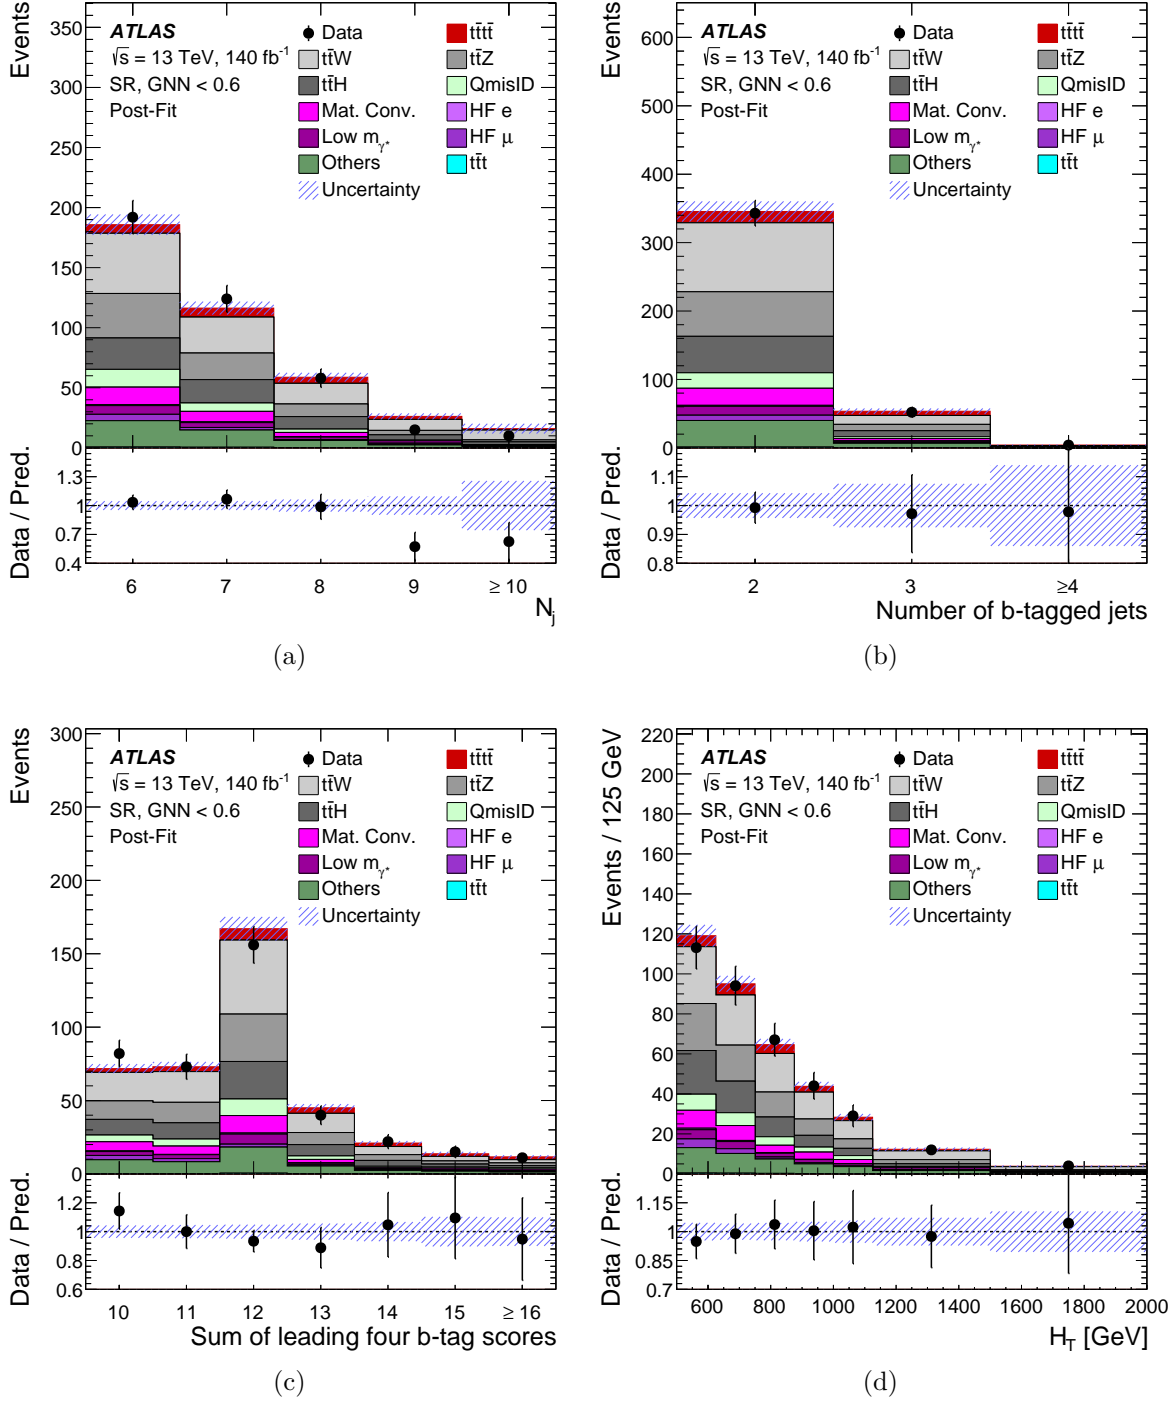 Events
350
300
250
200
150
100
50
0
ATLAS
√s = 13 TeV, 140 fb⁻¹
SR, GNN < 0.6
Post-Fit
Data
tt̄W
tt̄H
Mat. Conv.
Low m_γ*
Others
Uncertainty
tt̄tt̄
tt̄Z
QmisID
HF e
HF μ
tt̄t
Data / Pred.
1.3
1
0.7
0.4
6 7 8 9 ≥ 10
N_j
(a)
Events
600
500
400
300
200
100
0
ATLAS
√s = 13 TeV, 140 fb⁻¹
SR, GNN < 0.6
Post-Fit
Data
tt̄W
tt̄H
Mat. Conv.
Low m_γ*
Others
Uncertainty
tt̄tt̄
tt̄Z
QmisID
HF e
HF μ
tt̄t
Data / Pred.
1.1
1
0.9
0.8
2 3 ≥4
Number of b-tagged jets
(b)
Events
300
250
200
150
100
50
0
ATLAS
√s = 13 TeV, 140 fb⁻¹
SR, GNN < 0.6
Post-Fit
Data
tt̄W
tt̄H
Mat. Conv.
Low m_γ*
Others
Uncertainty
tt̄tt̄
tt̄Z
QmisID
HF e
HF μ
tt̄t
Data / Pred.
1.2
1
0.8
0.6
10 11 12 13 14 15 ≥ 16
Sum of leading four b-tag scores
(c)
Events / 125 GeV
220
200
180
160
140
120
100
80
60
40
20
0
ATLAS
√s = 13 TeV, 140 fb⁻¹
SR, GNN < 0.6
Post-Fit
Data
tt̄W
tt̄H
Mat. Conv.
Low m_γ*
Others
Uncertainty
tt̄tt̄
tt̄Z
QmisID
HF e
HF μ
tt̄t
Data / Pred.
1.15
1
0.85
0.7
600 800 1000 1200 1400 1600 1800 2000
H_T [GeV]
(d)